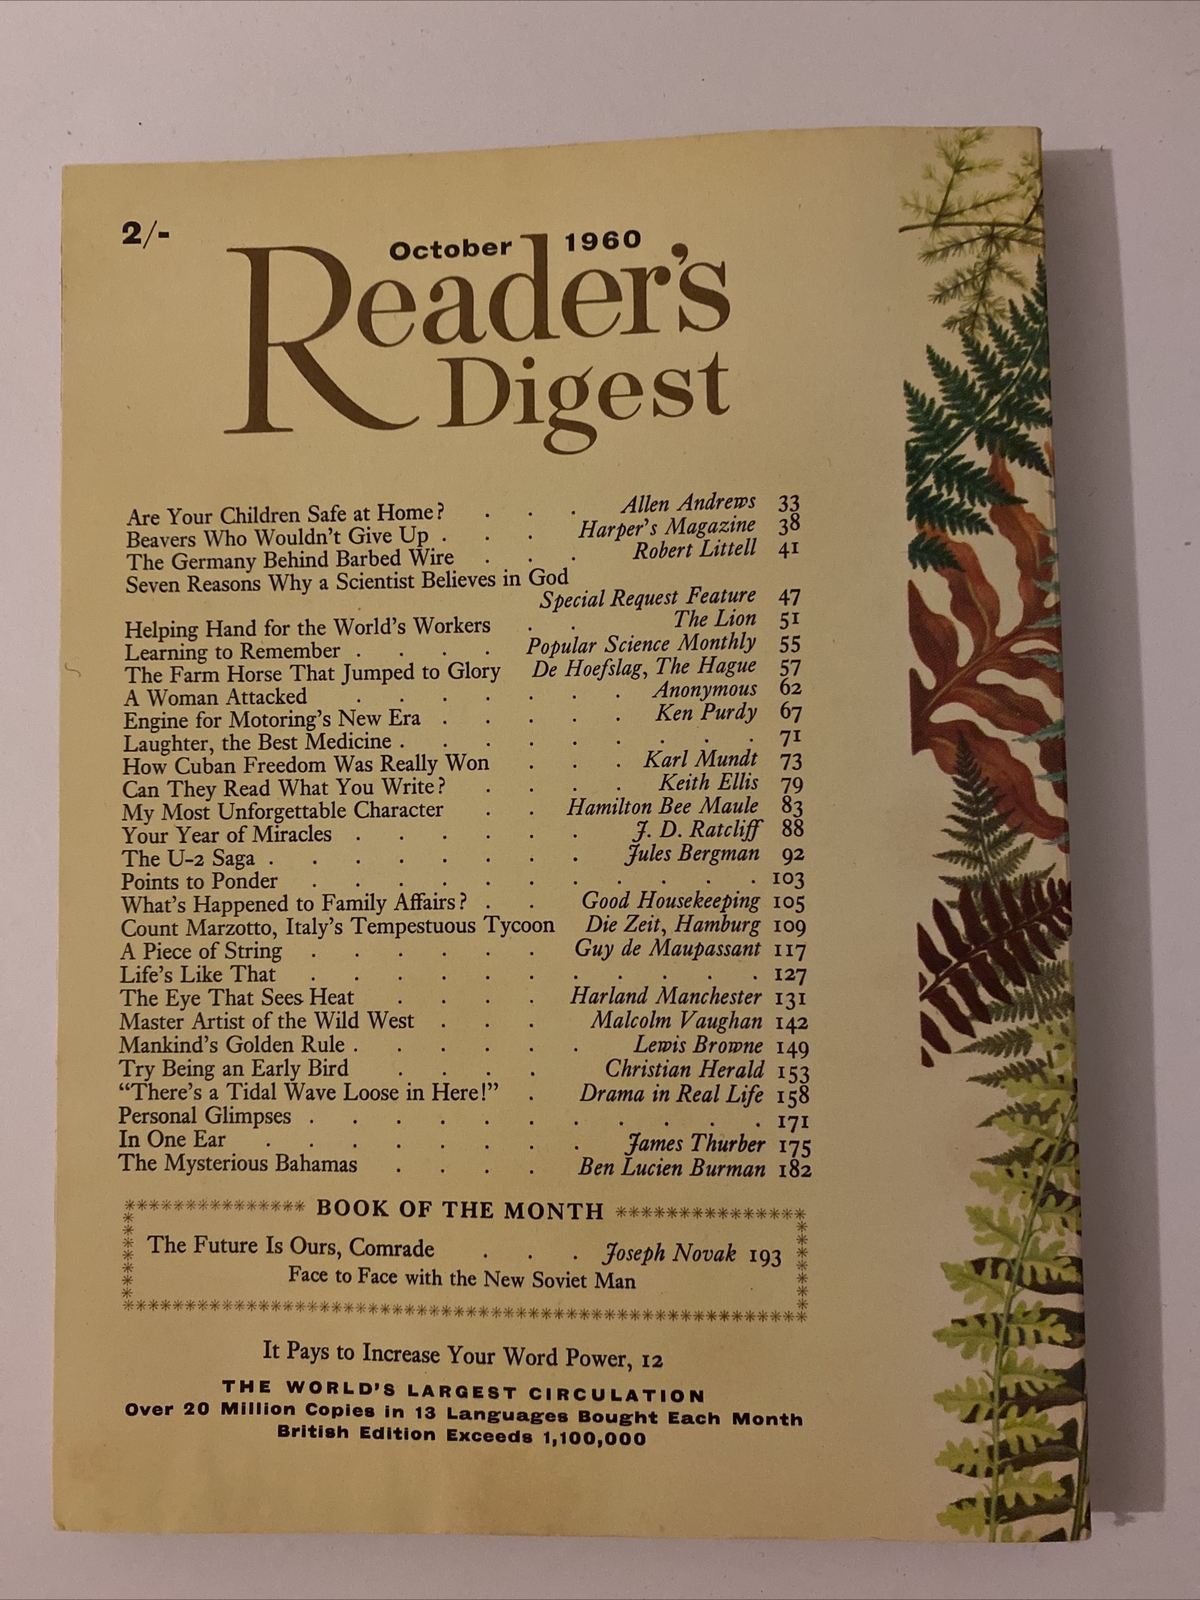 2/-
October 1960
Reader's
Digest
Are Your Children Safe at Home? . . . Allen Andrews 33
Beavers Who Wouldn't Give Up . . . Harper's Magazine 38
The Germany Behind Barbed Wire . . . Robert Littell 41
Seven Reasons Why a Scientist Believes in God
Special Request Feature 47
Helping Hand for the World's Workers . . The Lion 51
Learning to Remember . . . . Popular Science Monthly 55
The Farm Horse That Jumped to Glory De Hoefslag, The Hague 57
A Woman Attacked . . . . . . . Anonymous 62
Engine for Motoring's New Era . . . . . Ken Purdy 67
Laughter, the Best Medicine . . . . . . . . . 71
How Cuban Freedom Was Really Won . . . Karl Mundt 73
Can They Read What You Write? . . . . Keith Ellis 79
My Most Unforgettable Character . . Hamilton Bee Maule 83
Your Year of Miracles . . . . . . J. D. Ratcliff 88
The U-2 Saga . . . . . . . . Jules Bergman 92
Points to Ponder . . . . . . . . . . . 103
What's Happened to Family Affairs? . . Good Housekeeping 105
Count Marzotto, Italy's Tempestuous Tycoon Die Zeit, Hamburg 109
A Piece of String . . . . . . Guy de Maupassant 117
Life's Like That . . . . . . . . . . . 127
The Eye That Sees Heat . . . . Harland Manchester 131
Master Artist of the Wild West . . . Malcolm Vaughan 142
Mankind's Golden Rule . . . . . . Lewis Browne 149
Try Being an Early Bird . . . . Christian Herald 153
“There's a Tidal Wave Loose in Here!” . Drama in Real Life 158
Personal Glimpses . . . . . . . . . . . 171
In One Ear . . . . . . . . James Thurber 175
The Mysterious Bahamas . . . . Ben Lucien Burman 182
BOOK OF THE MONTH
The Future Is Ours, Comrade . . . Joseph Novak 193
Face to Face with the New Soviet Man
It Pays to Increase Your Word Power, 12
THE WORLD'S LARGEST CIRCULATION
Over 20 Million Copies in 13 Languages Bought Each Month
British Edition Exceeds 1,100,000